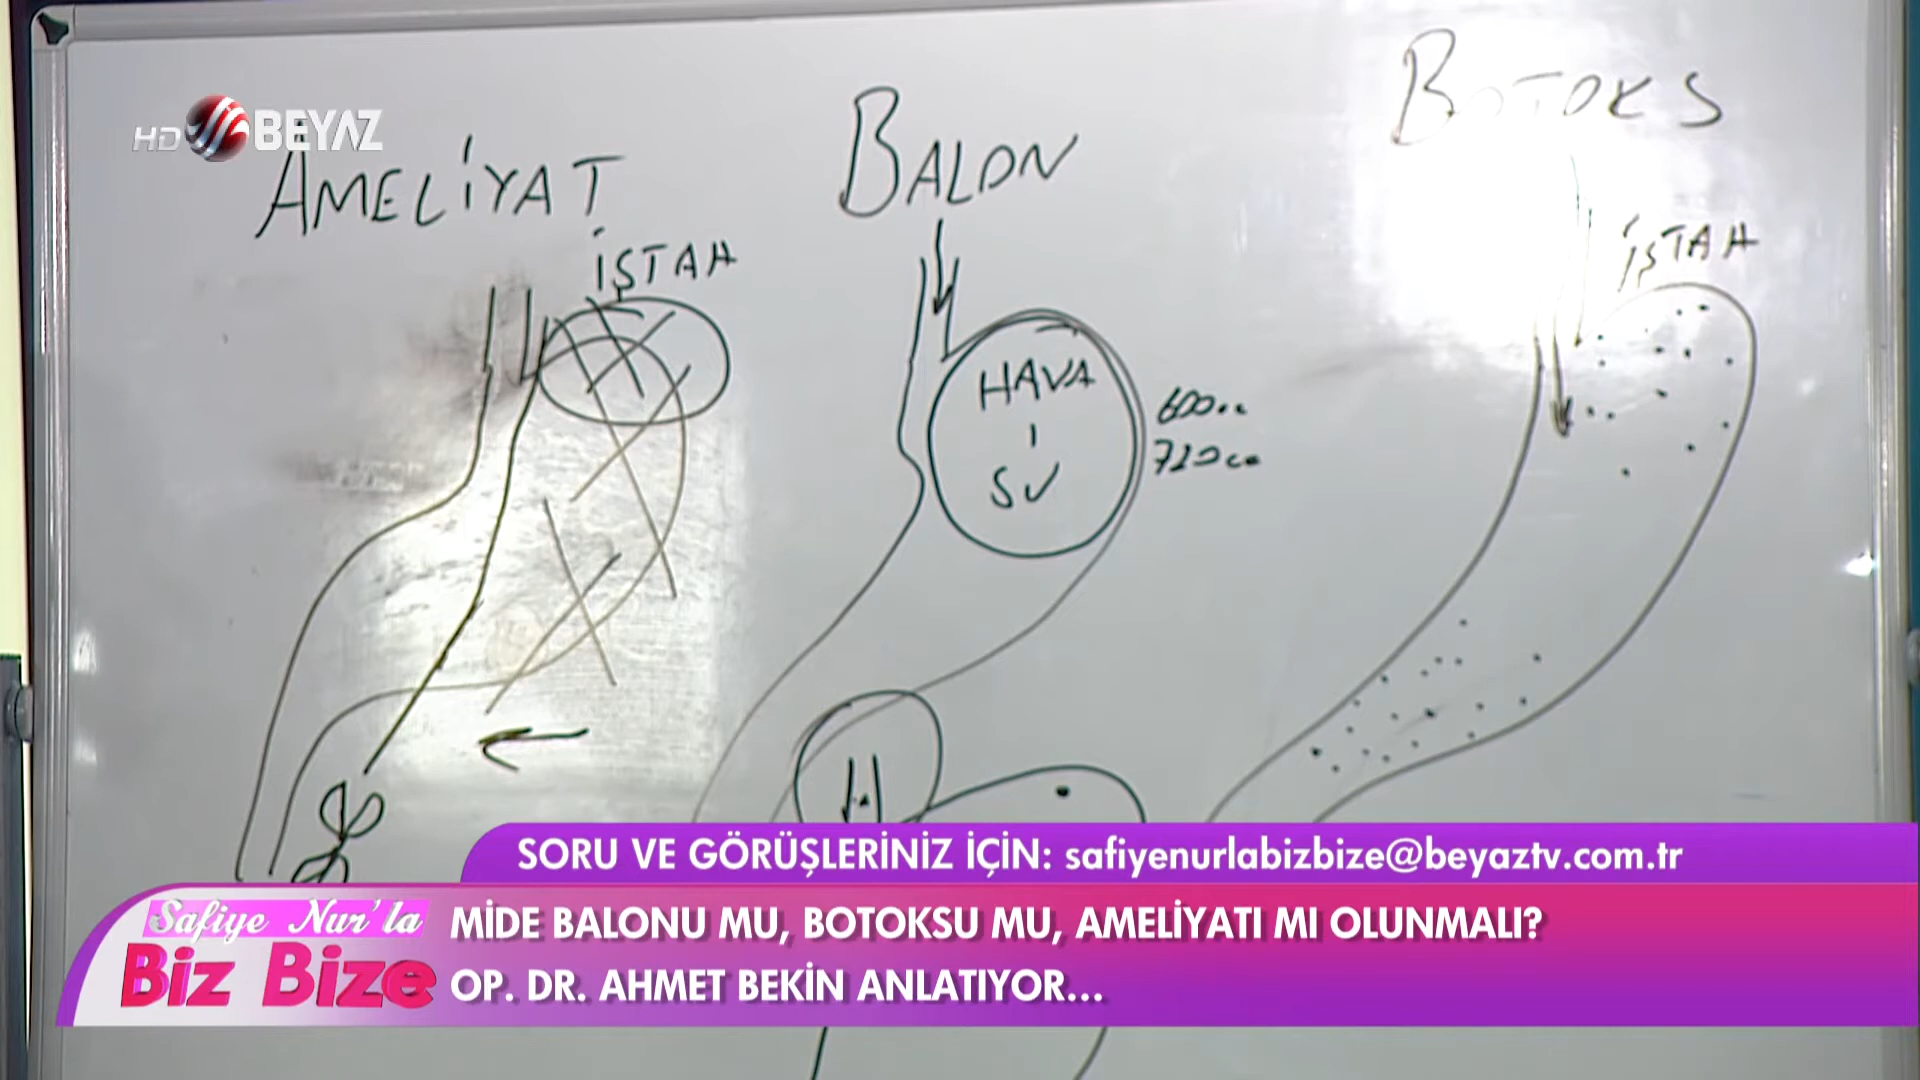 HD BEYAZ
AMELİYAT
BALON
BOTOKS
İŞTAH
İŞTAH
HAVA
SU
600cc
720cc
SORU VE GÖRÜŞLERİNİZ İÇİN: safiyenurlabizbize@beyaztv.com.tr
Safiye Nur'la
Biz Bize
MİDE BALONU MU, BOTOKSU MU, AMELİYATI MI OLUNMALI?
OP. DR. AHMET BEKİN ANLATIYOR...